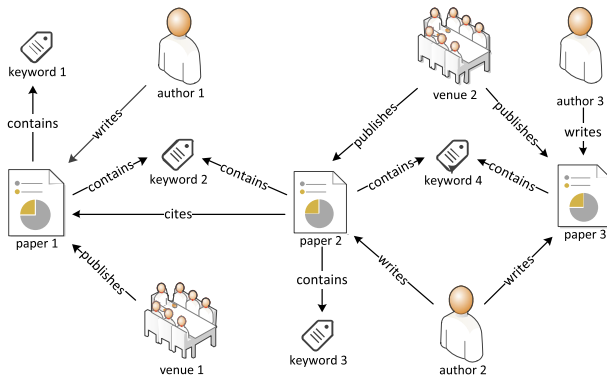 keyword 1
author 1
venue 2
author 3
contains
writes
publishes
publishes
writes
contains
keyword 2
contains
contains
keyword 4
contains
paper 1
cites
paper 2
paper 3
publishes
contains
writes
writes
venue 1
keyword 3
author 2